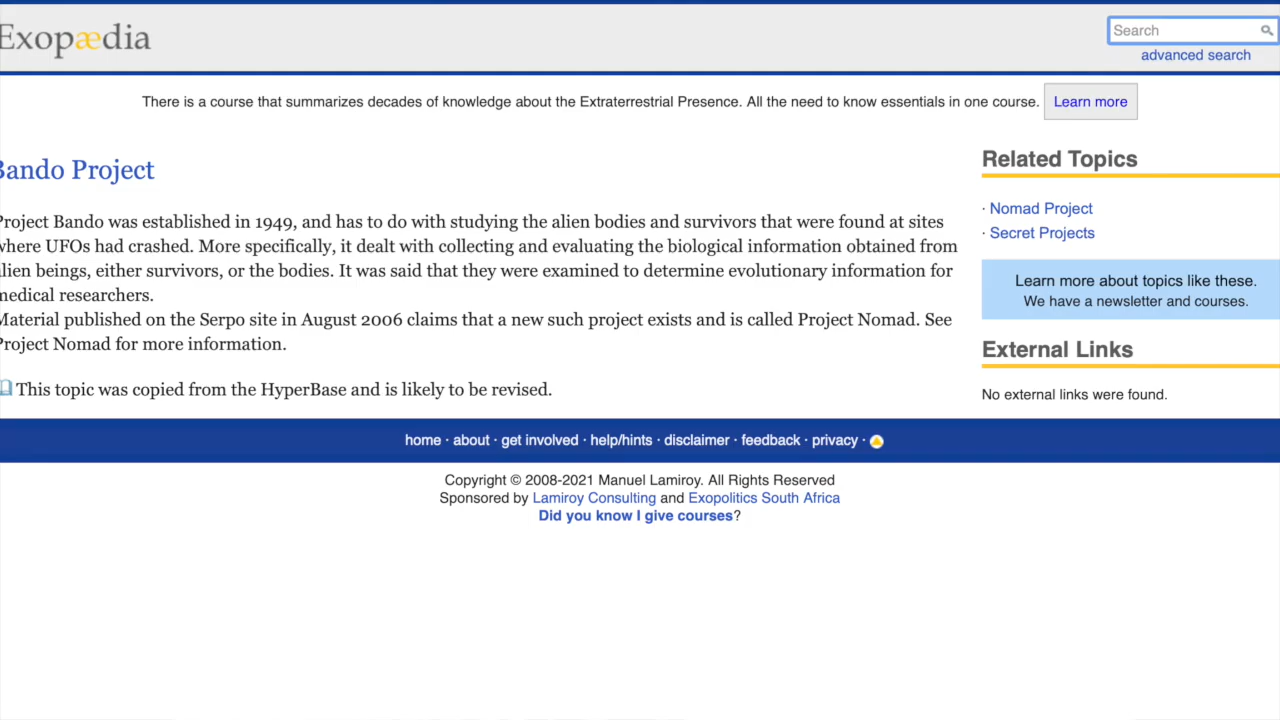 Exopædia
Search
advanced search
There is a course that summarizes decades of knowledge about the Extraterrestrial Presence. All the need to know essentials in one course. Learn more
Bando Project
Project Bando was established in 1949, and has to do with studying the alien bodies and survivors that were found at sites
where UFOs had crashed. More specifically, it dealt with collecting and evaluating the biological information obtained from
alien beings, either survivors, or the bodies. It was said that they were examined to determine evolutionary information for
medical researchers.
Material published on the Serpo site in August 2006 claims that a new such project exists and is called Project Nomad. See
Project Nomad for more information.
This topic was copied from the HyperBase and is likely to be revised.
Related Topics
· Nomad Project
· Secret Projects
Learn more about topics like these.
We have a newsletter and courses.
External Links
No external links were found.
home · about · get involved · help/hints · disclaimer · feedback · privacy ·
Copyright © 2008-2021 Manuel Lamiroy. All Rights Reserved
Sponsored by Lamiroy Consulting and Exopolitics South Africa
Did you know I give courses?